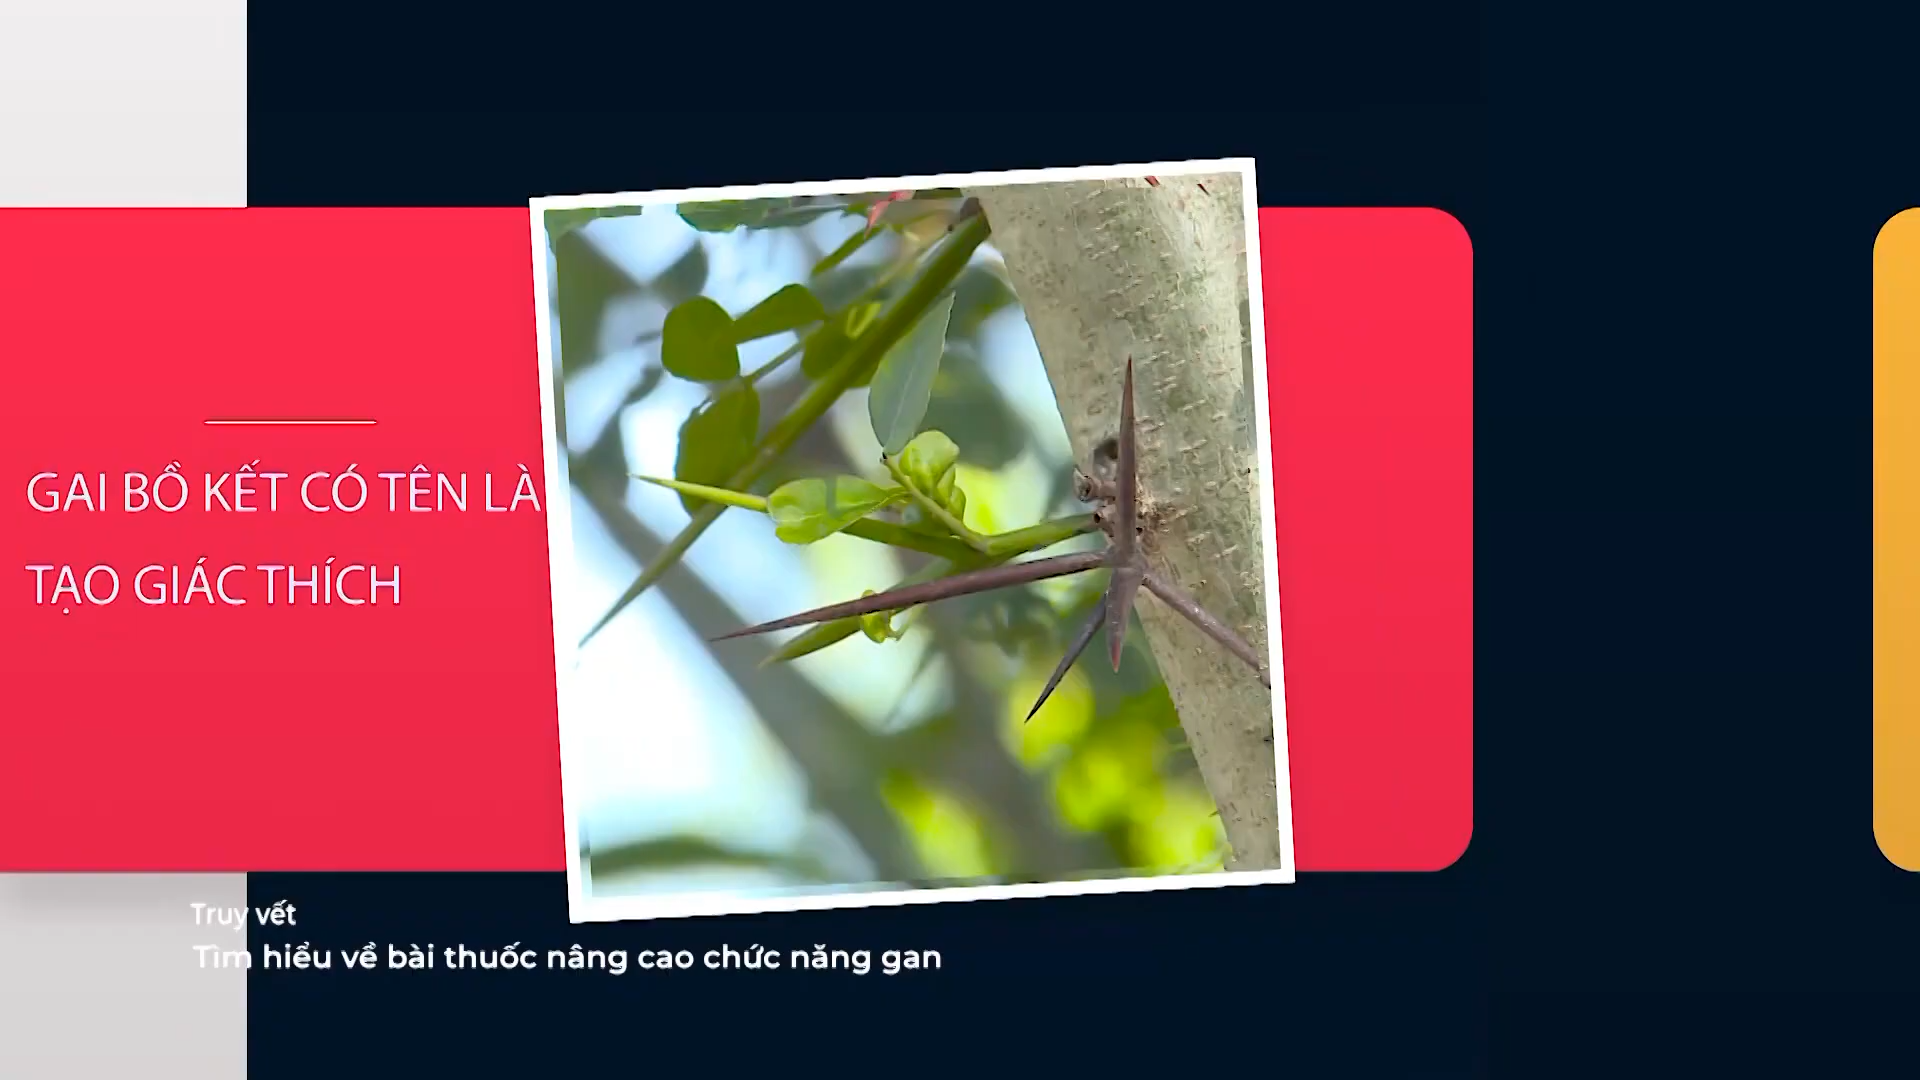 GAI BỒ KẾT CÓ TÊN LÀ
TẠO GIÁC THÍCH
Truy vết
Tìm hiểu về bài thuốc nâng cao chức năng gan